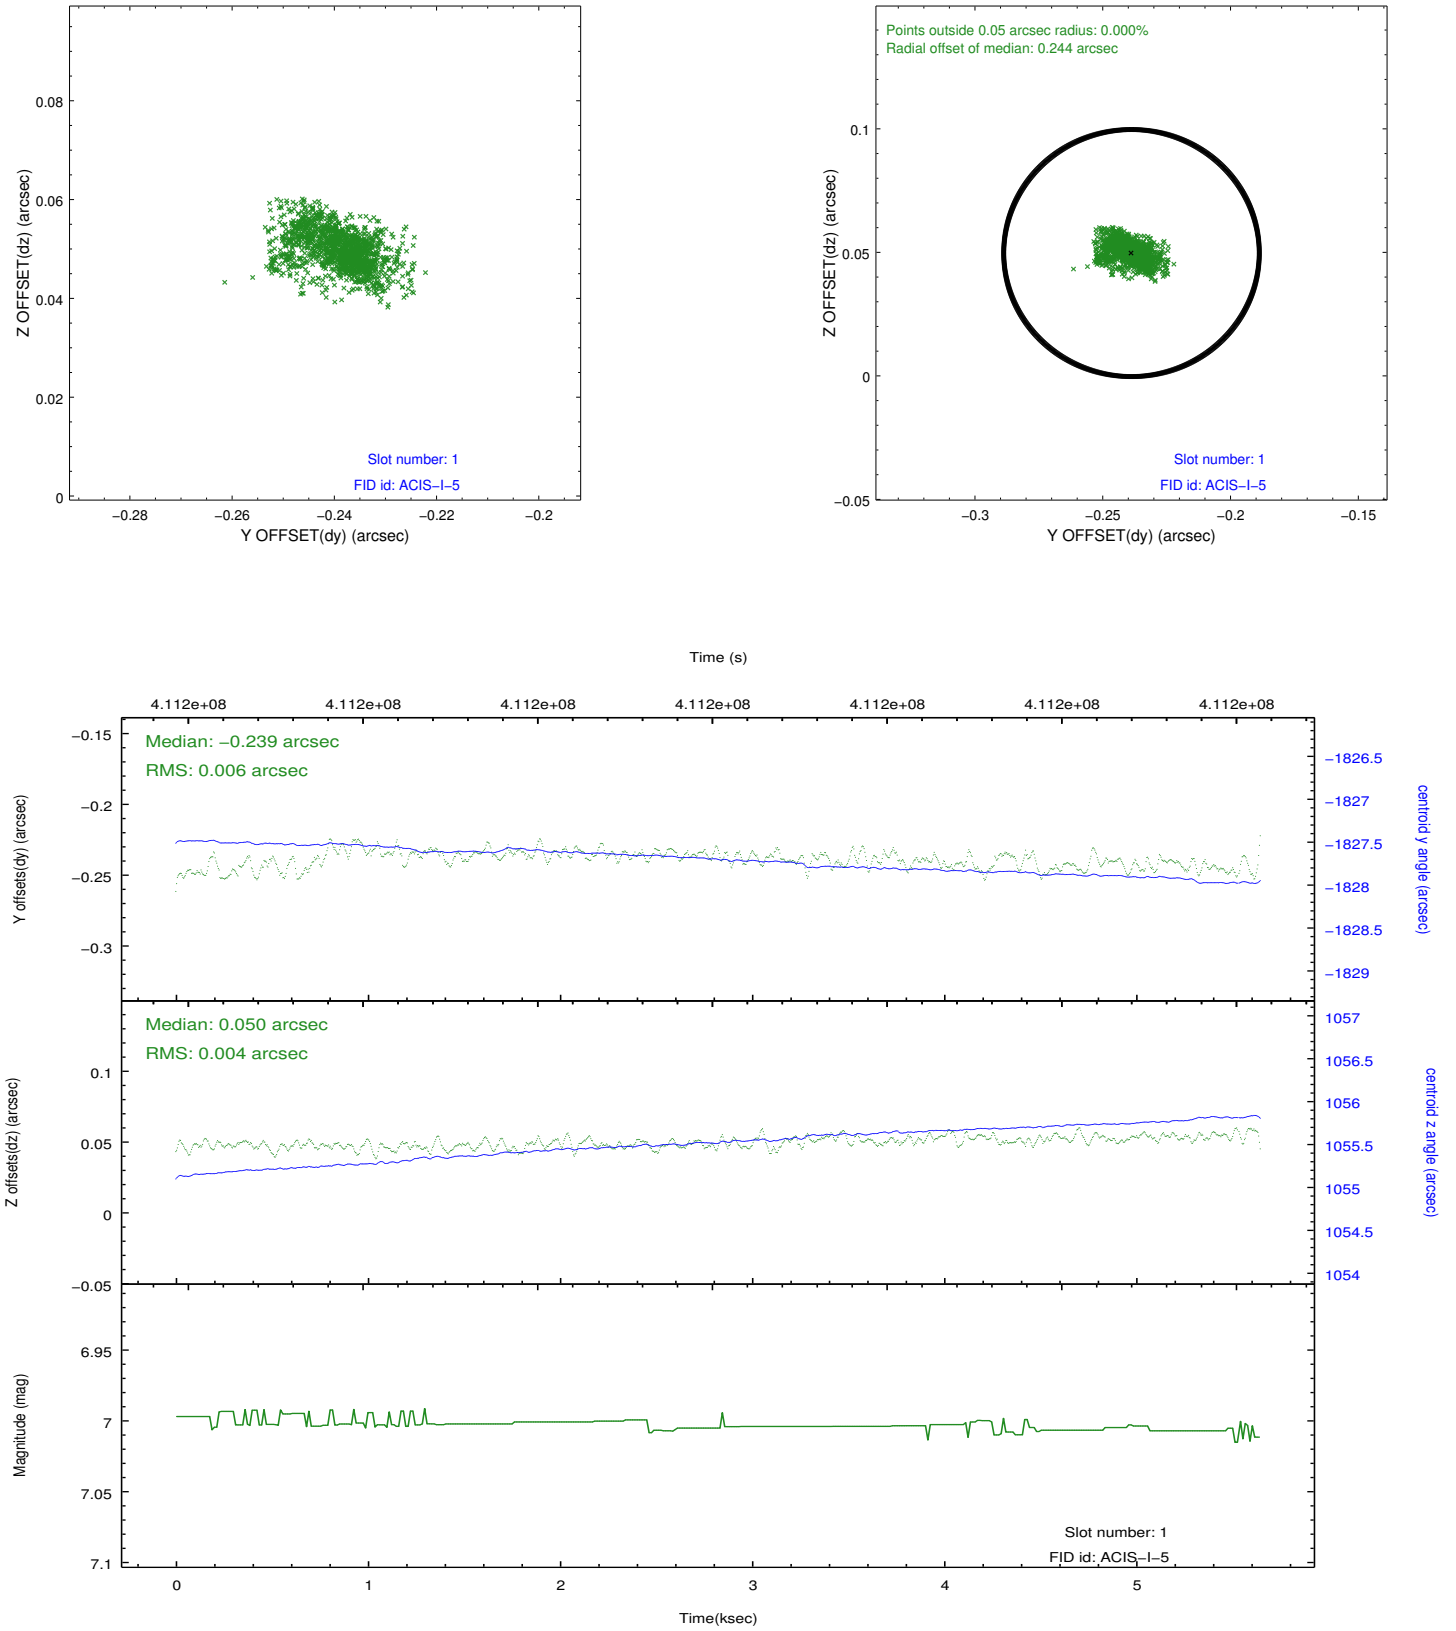 0.08
0.06
0.04
0.02
0
Z OFFSET(dz) (arcsec)
Slot number: 1
FID id: ACIS−I−5
−0.28 −0.26 −0.24 −0.22 −0.2
Y OFFSET(dy) (arcsec)
Points outside 0.05 arcsec radius: 0.000%
Radial offset of median: 0.244 arcsec
0.1
0.05
0
−0.05
Z OFFSET(dz) (arcsec)
Slot number: 1
FID id: ACIS−I−5
−0.3 −0.25 −0.2 −0.15
Y OFFSET(dy) (arcsec)
Time (s)
4.112e+08 4.112e+08 4.112e+08 4.112e+08 4.112e+08 4.112e+08 4.112e+08
Median: −0.239 arcsec
RMS: 0.006 arcsec
−0.15
−0.2
−0.25
−0.3
Y offsets(dy) (arcsec)
−1826.5
−1827
−1827.5
−1828
−1828.5
−1829
centroid y angle (arcsec)
Median: 0.050 arcsec
RMS: 0.004 arcsec
0.1
0.05
0
−0.05
Z offsets(dz) (arcsec)
1057
1056.5
1056
1055.5
1055
1054.5
1054
centroid z angle (arcsec)
6.95
7
7.05
7.1
Magnitude (mag)
Slot number: 1
FID id: ACIS−I−5
0 1 2 3 4 5
Time(ksec)